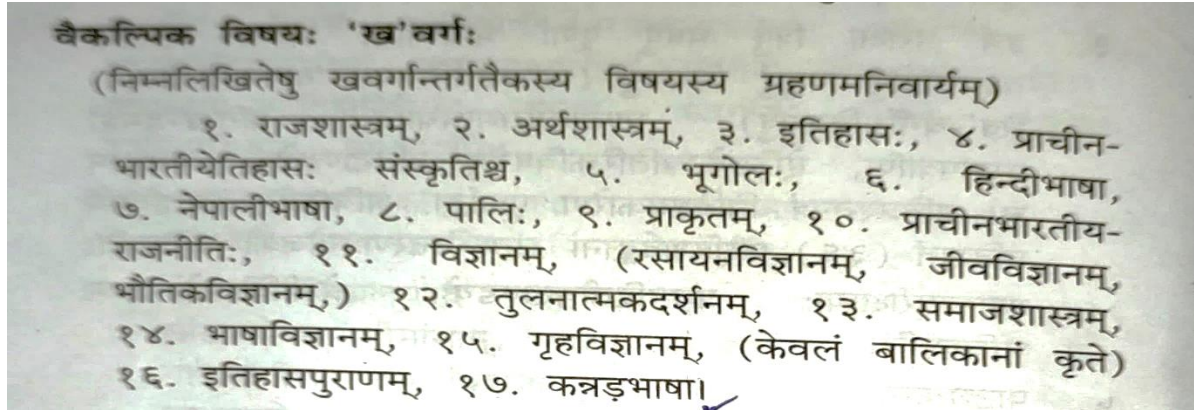 वैकल्पिक विषयः 'ख'वर्गः
(निम्नलिखितेषु खवर्गान्तर्गतैकस्य विषयस्य ग्रहणमनिवार्यम्)
१. राजशास्त्रम्, २. अर्थशास्त्रम्ं, ३. इतिहासः, ४. प्राचीन-
भारतीयेतिहासः संस्कृतिश्च, ५. भूगोलः, ६. हिन्दीभाषा,
७. नेपालीभाषा, ८. पालिः, ९. प्राकृतम्, १०. प्राचीनभारतीय-
राजनीतिः, ११. विज्ञानम्, (रसायनविज्ञानम्, जीवविज्ञानम्,
भौतिकविज्ञानम्,) १२. तुलनात्मकदर्शनम्, १३. समाजशास्त्रम्,
१४. भाषाविज्ञानम्, १५. गृहविज्ञानम्, (केवलं बालिकानां कृते)
१६. इतिहासपुराणम्, १७. कन्नड़भाषा।